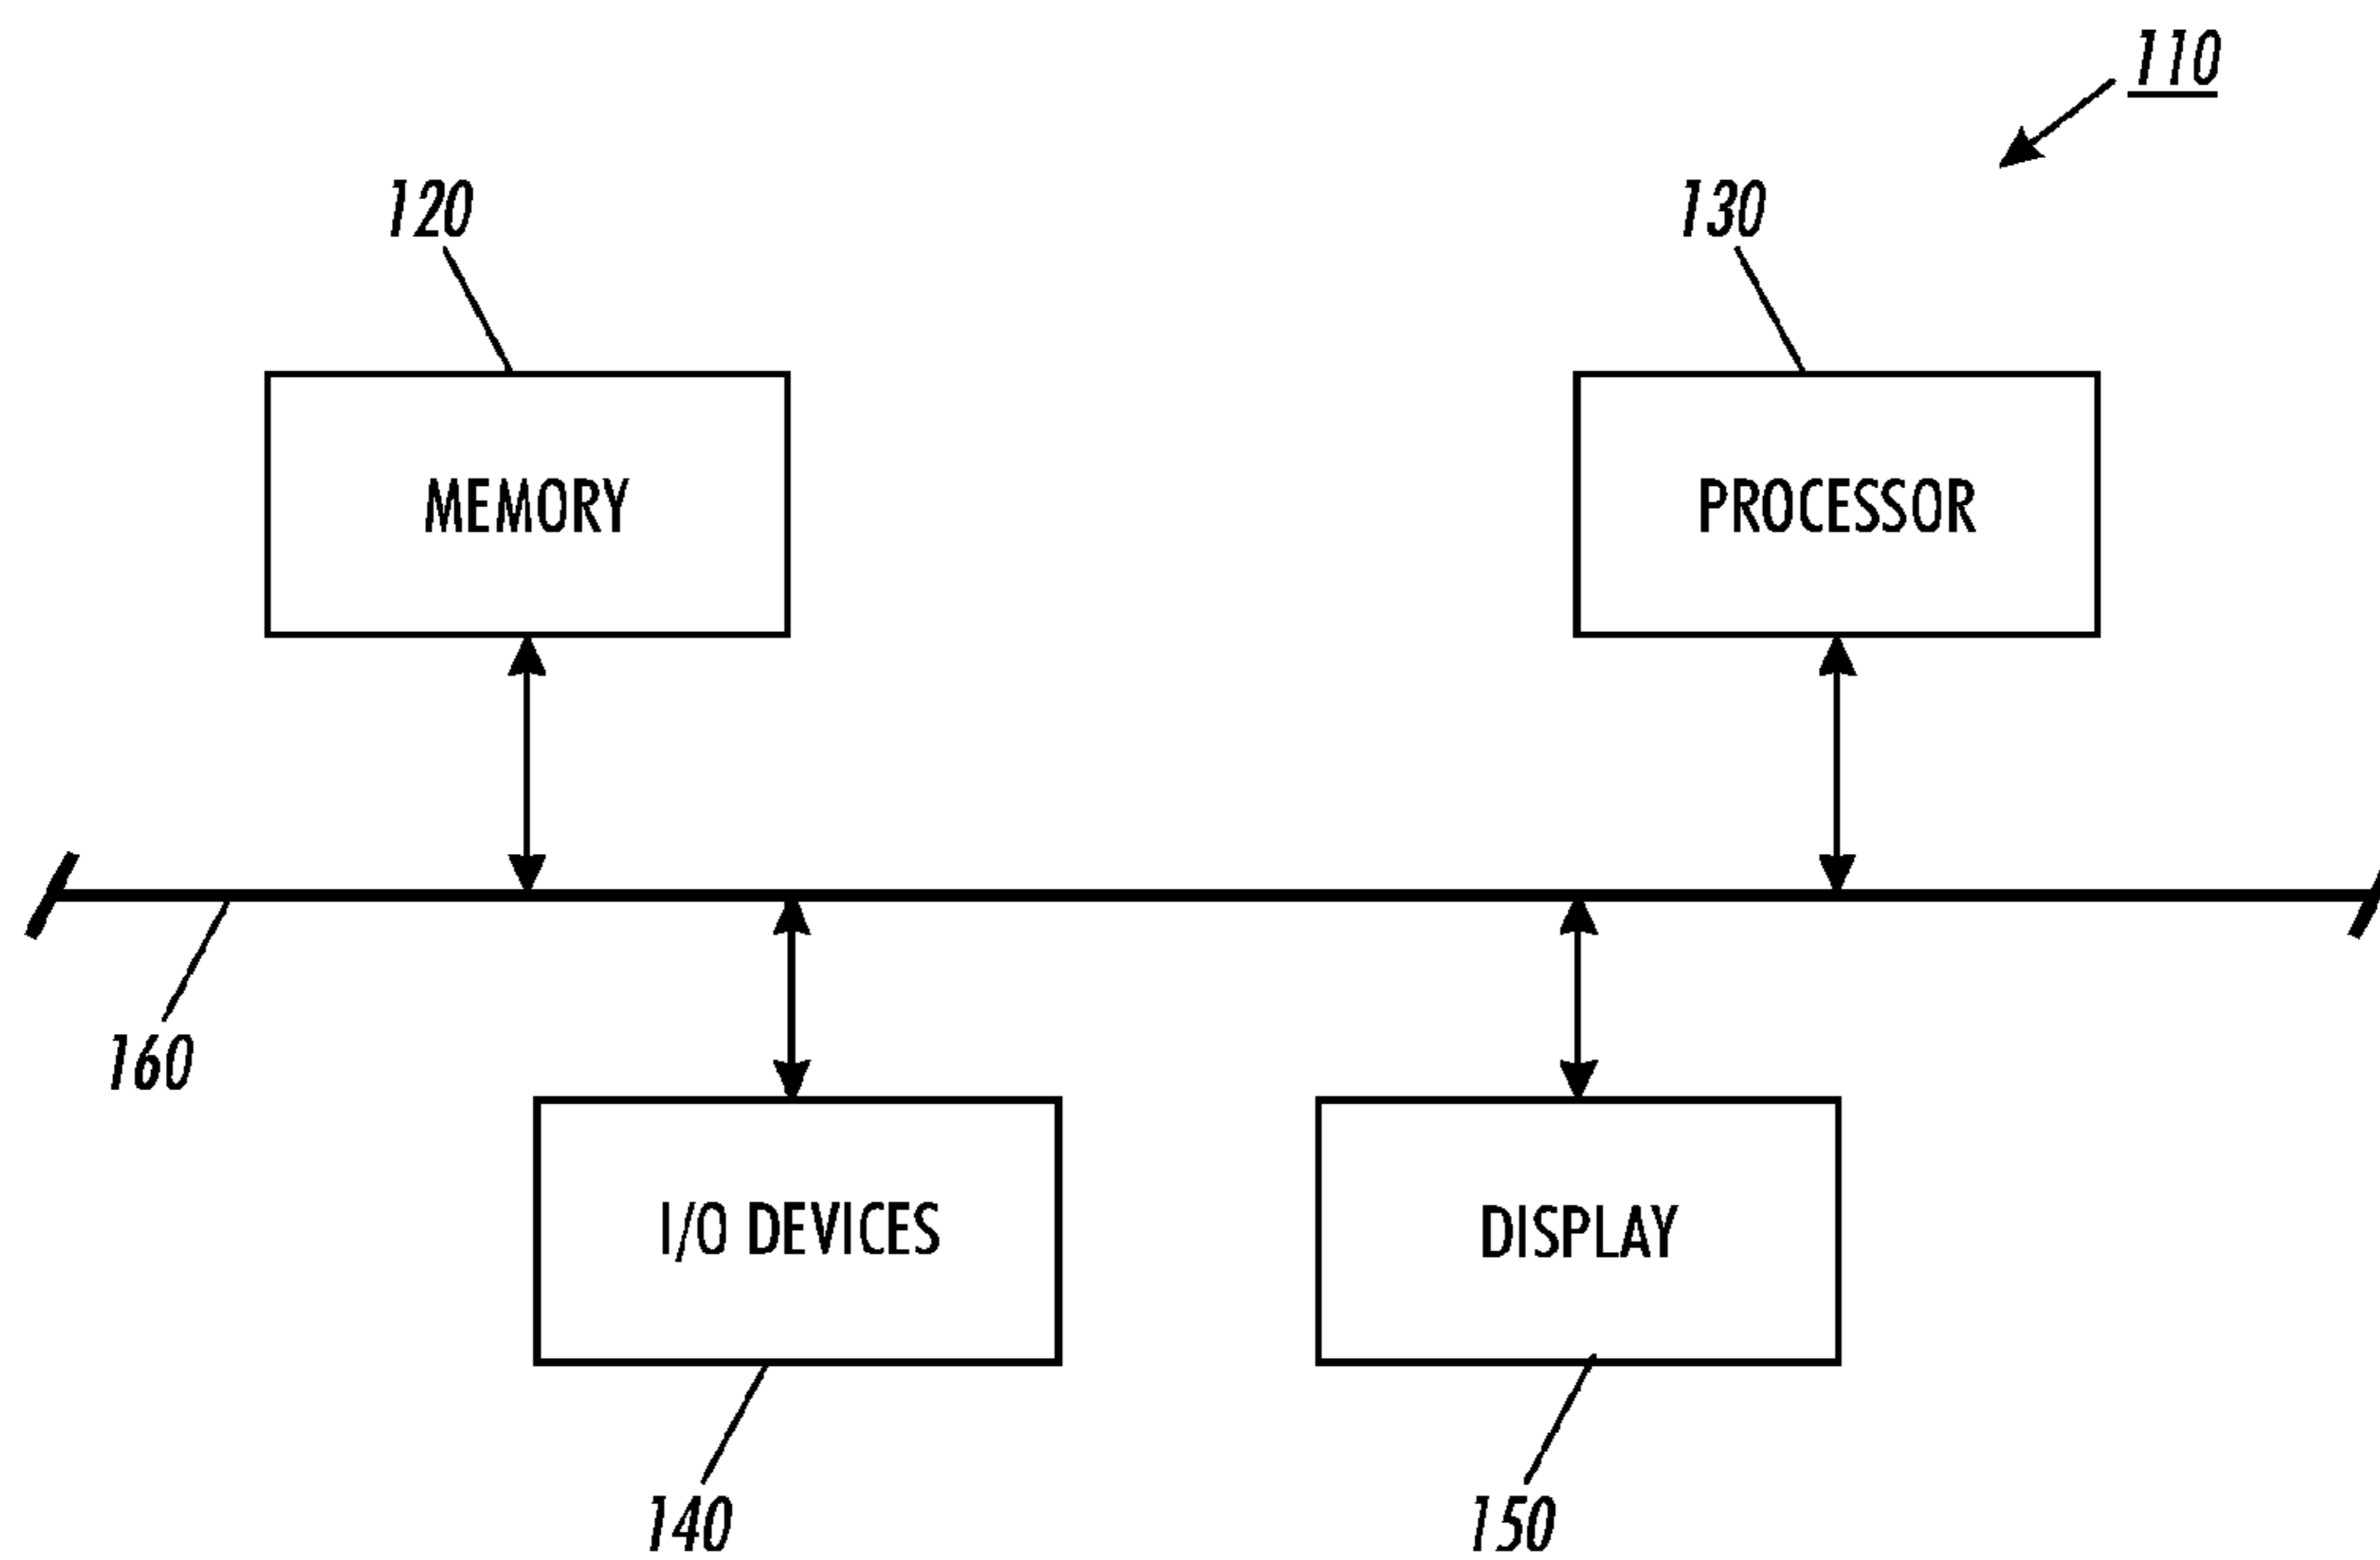 110
120
130
MEMORY
PROCESSOR
160
I/O DEVICES
DISPLAY
140
150